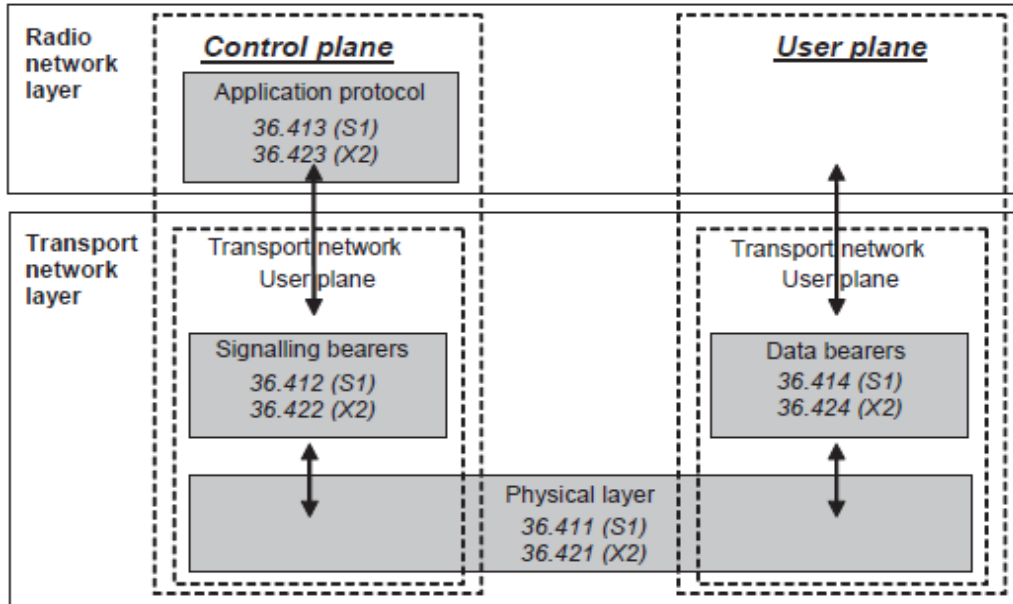 Radio
network
layer
Control plane
Application protocol
36.413 (S1)
36.423 (X2)
User plane
Transport
network
layer
Transport network
User plane
Signalling bearers
36.412 (S1)
36.422 (X2)
Transport network
User plane
Data bearers
36.414 (S1)
36.424 (X2)
Physical layer
36.411 (S1)
36.421 (X2)